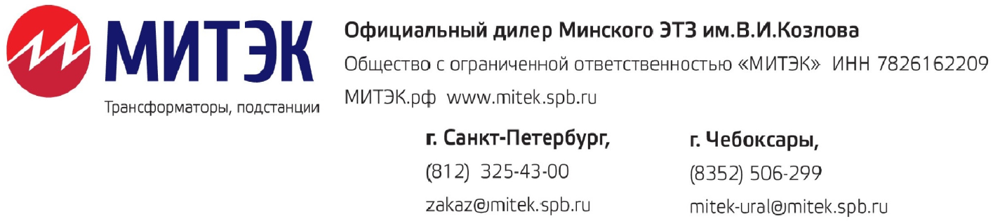 МИТЭК
Трансформаторы, подстанции
Официальный дилер Минского ЭТЗ им.В.И.Козлова
Общество с ограниченной ответственностью «МИТЭК» ИНН 7826162209
МИТЭК.рф www.mitek.spb.ru
г. Санкт-Петербург,
(812) 325-43-00
zakaz@mitek.spb.ru
г. Чебоксары,
(8352) 506-299
mitek-ural@mitek.spb.ru